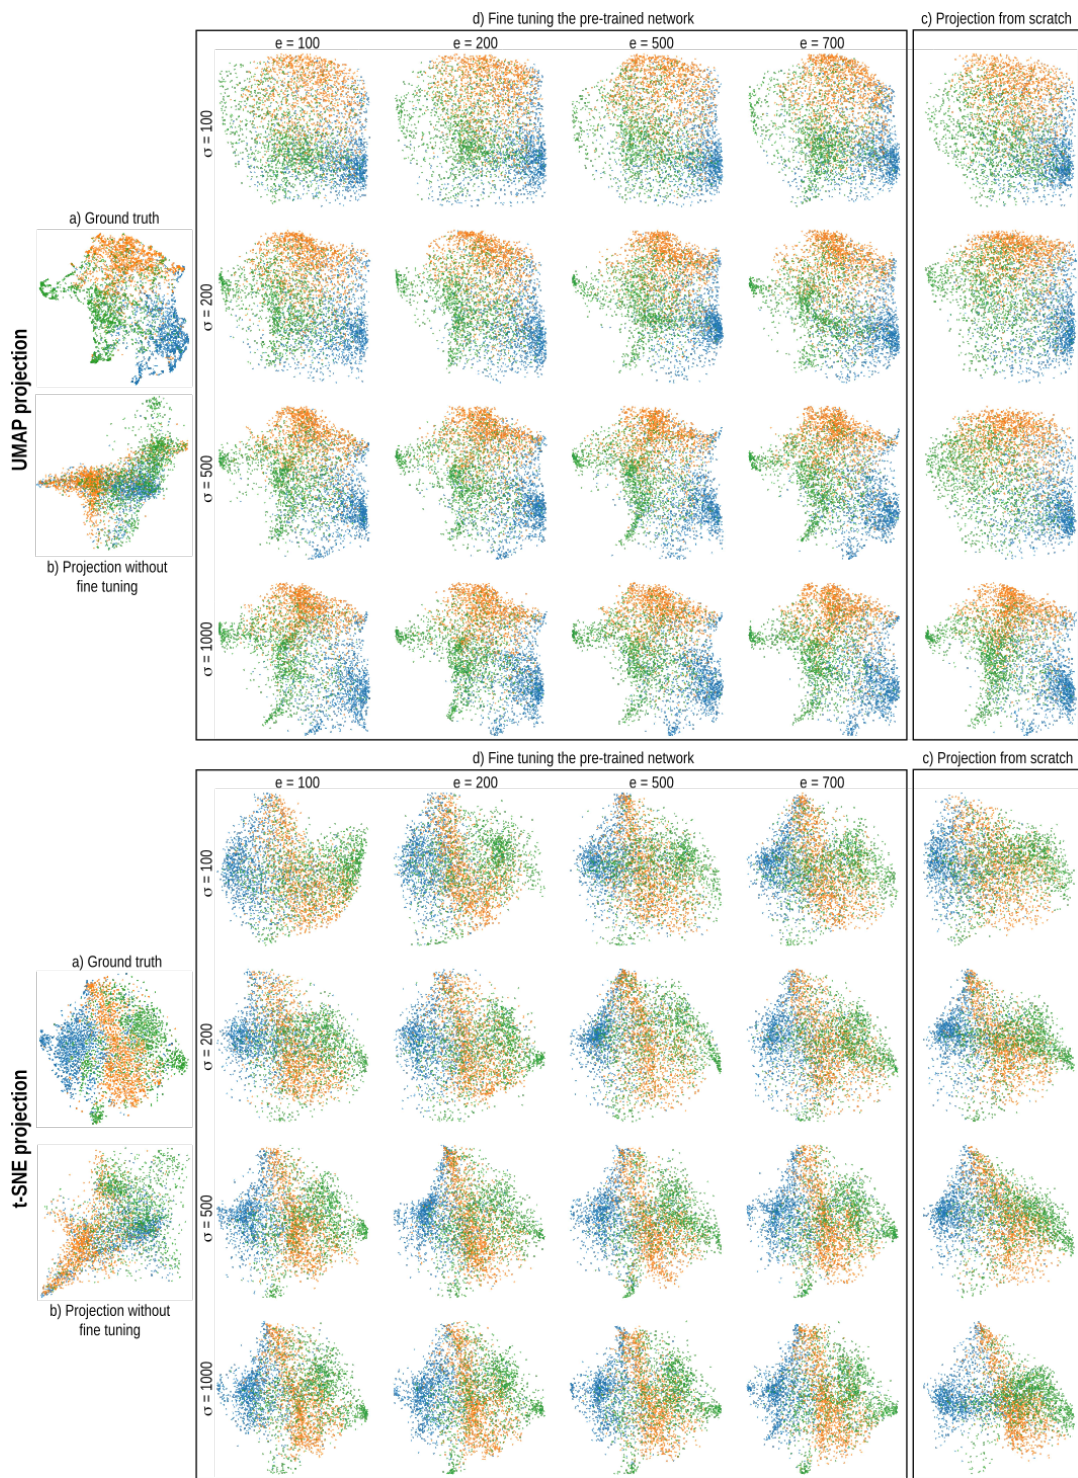 d) Fine tuning the pre-trained network
c) Projection from scratch
e = 100
e = 200
e = 500
e = 700
σ = 100
a) Ground truth
σ = 200
UMAP projection
σ = 500
b) Projection without
fine tuning
σ = 1000
d) Fine tuning the pre-trained network
c) Projection from scratch
e = 100
e = 200
e = 500
e = 700
σ = 100
a) Ground truth
σ = 200
t-SNE projection
σ = 500
b) Projection without
fine tuning
σ = 1000